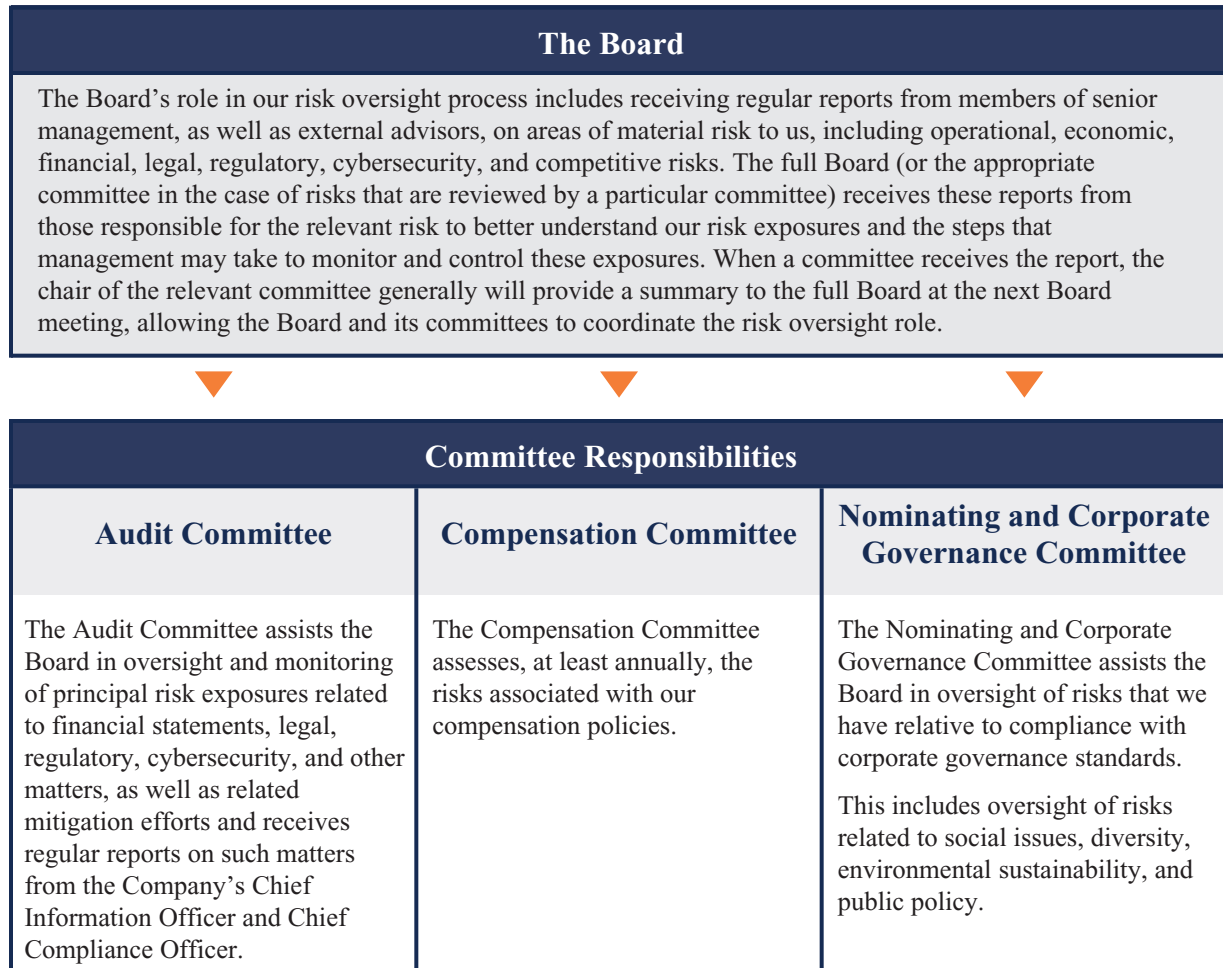 The Board
The Board’s role in our risk oversight process includes receiving regular reports from members of senior
management, as well as external advisors, on areas of material risk to us, including operational, economic,
financial, legal, regulatory, cybersecurity, and competitive risks. The full Board (or the appropriate
committee in the case of risks that are reviewed by a particular committee) receives these reports from
those responsible for the relevant risk to better understand our risk exposures and the steps that
management may take to monitor and control these exposures. When a committee receives the report, the
chair of the relevant committee generally will provide a summary to the full Board at the next Board
meeting, allowing the Board and its committees to coordinate the risk oversight role.
Committee Responsibilities
Audit Committee
The Audit Committee assists the
Board in oversight and monitoring
of principal risk exposures related
to financial statements, legal,
regulatory, cybersecurity, and other
matters, as well as related
mitigation efforts and receives
regular reports on such matters
from the Company’s Chief
Information Officer and Chief
Compliance Officer.
Compensation Committee
The Compensation Committee
assesses, at least annually, the
risks associated with our
compensation policies.
Nominating and Corporate
Governance Committee
The Nominating and Corporate
Governance Committee assists the
Board in oversight of risks that we
have relative to compliance with
corporate governance standards.
This includes oversight of risks
related to social issues, diversity,
environmental sustainability, and
public policy.